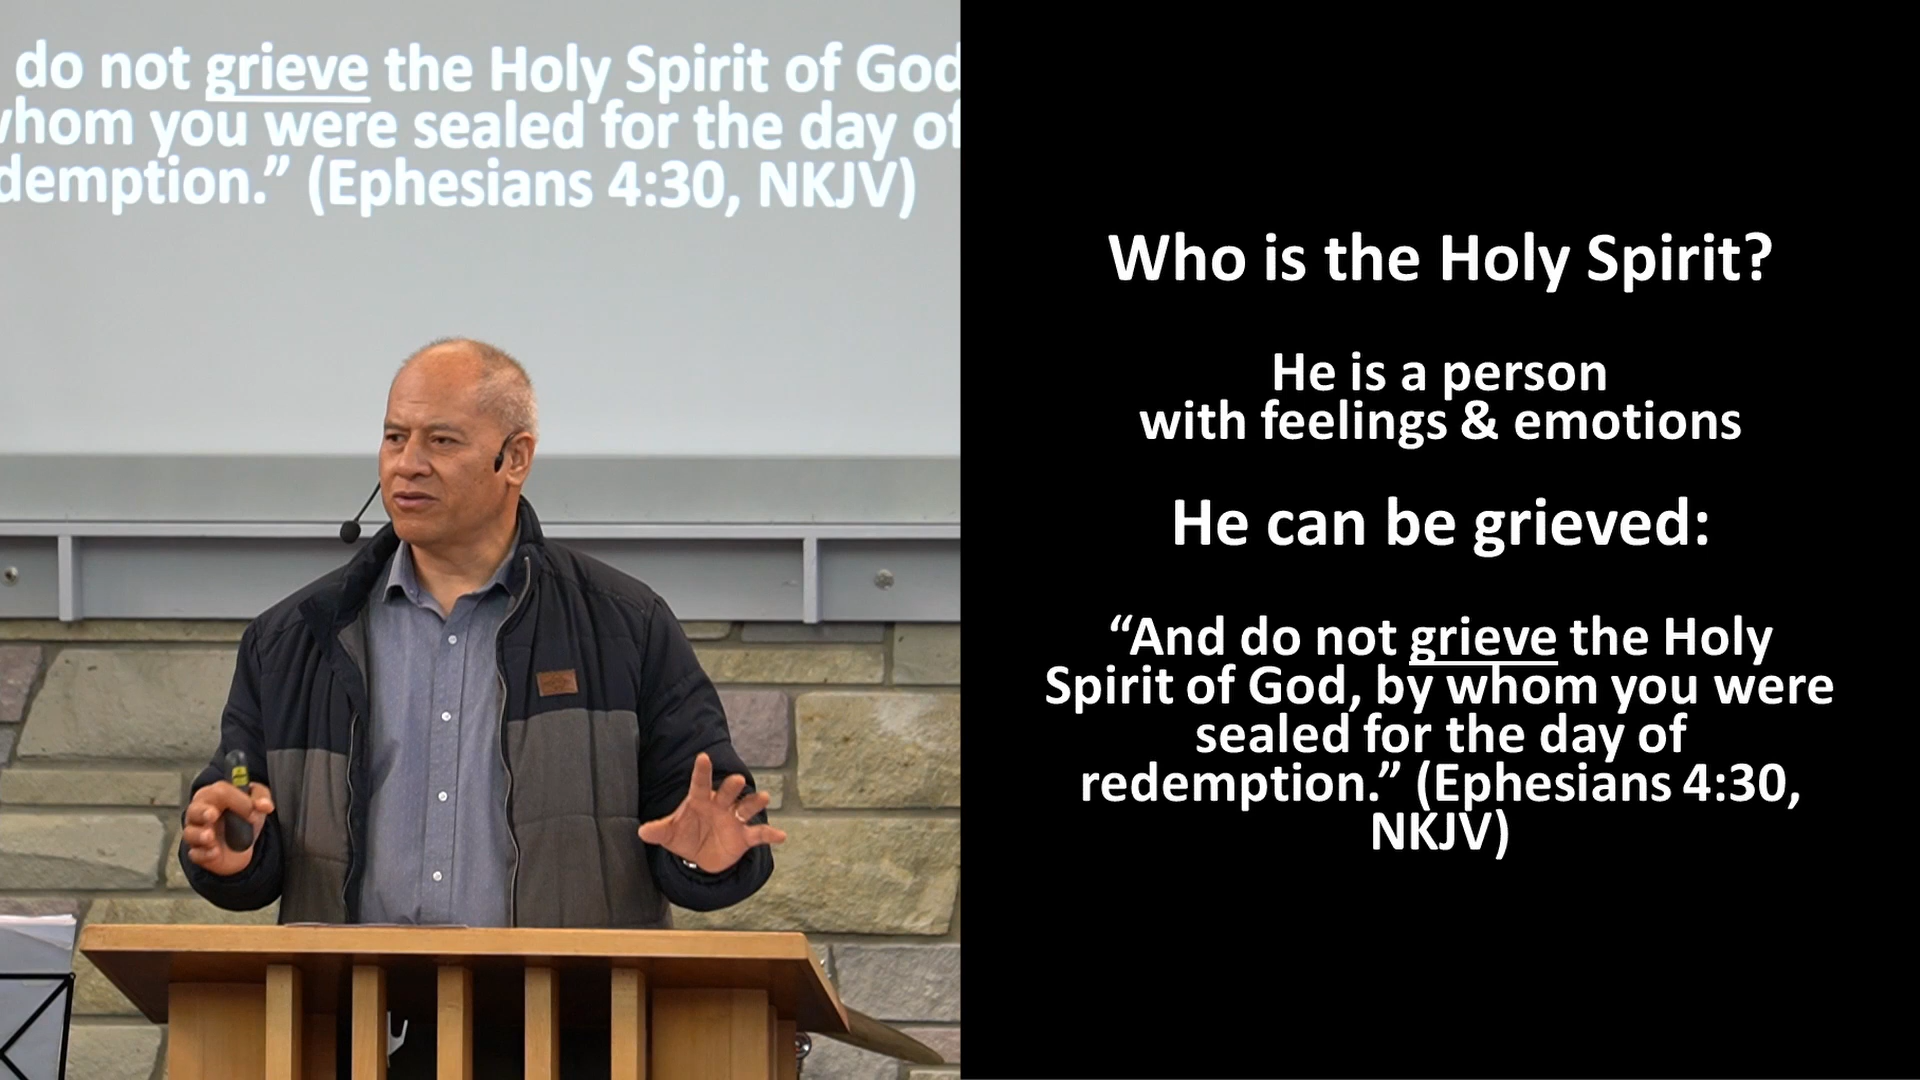 do not grieve the Holy Spirit of God
whom you were sealed for the day of
demption.” (Ephesians 4:30, NKJV)
Who is the Holy Spirit?
He is a person
with feelings & emotions
He can be grieved:
“And do not grieve the Holy
Spirit of God, by whom you were
sealed for the day of
redemption.” (Ephesians 4:30,
NKJV)